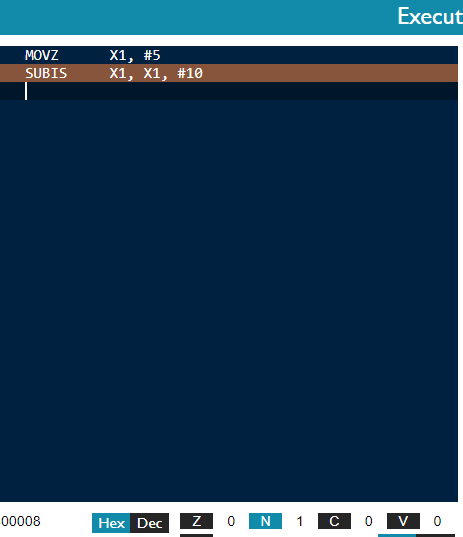 Execut
MOVZ X1, #5
SUBIS X1, X1, #10
00008 Hex Dec Z 0 N 1 C 0 V 0